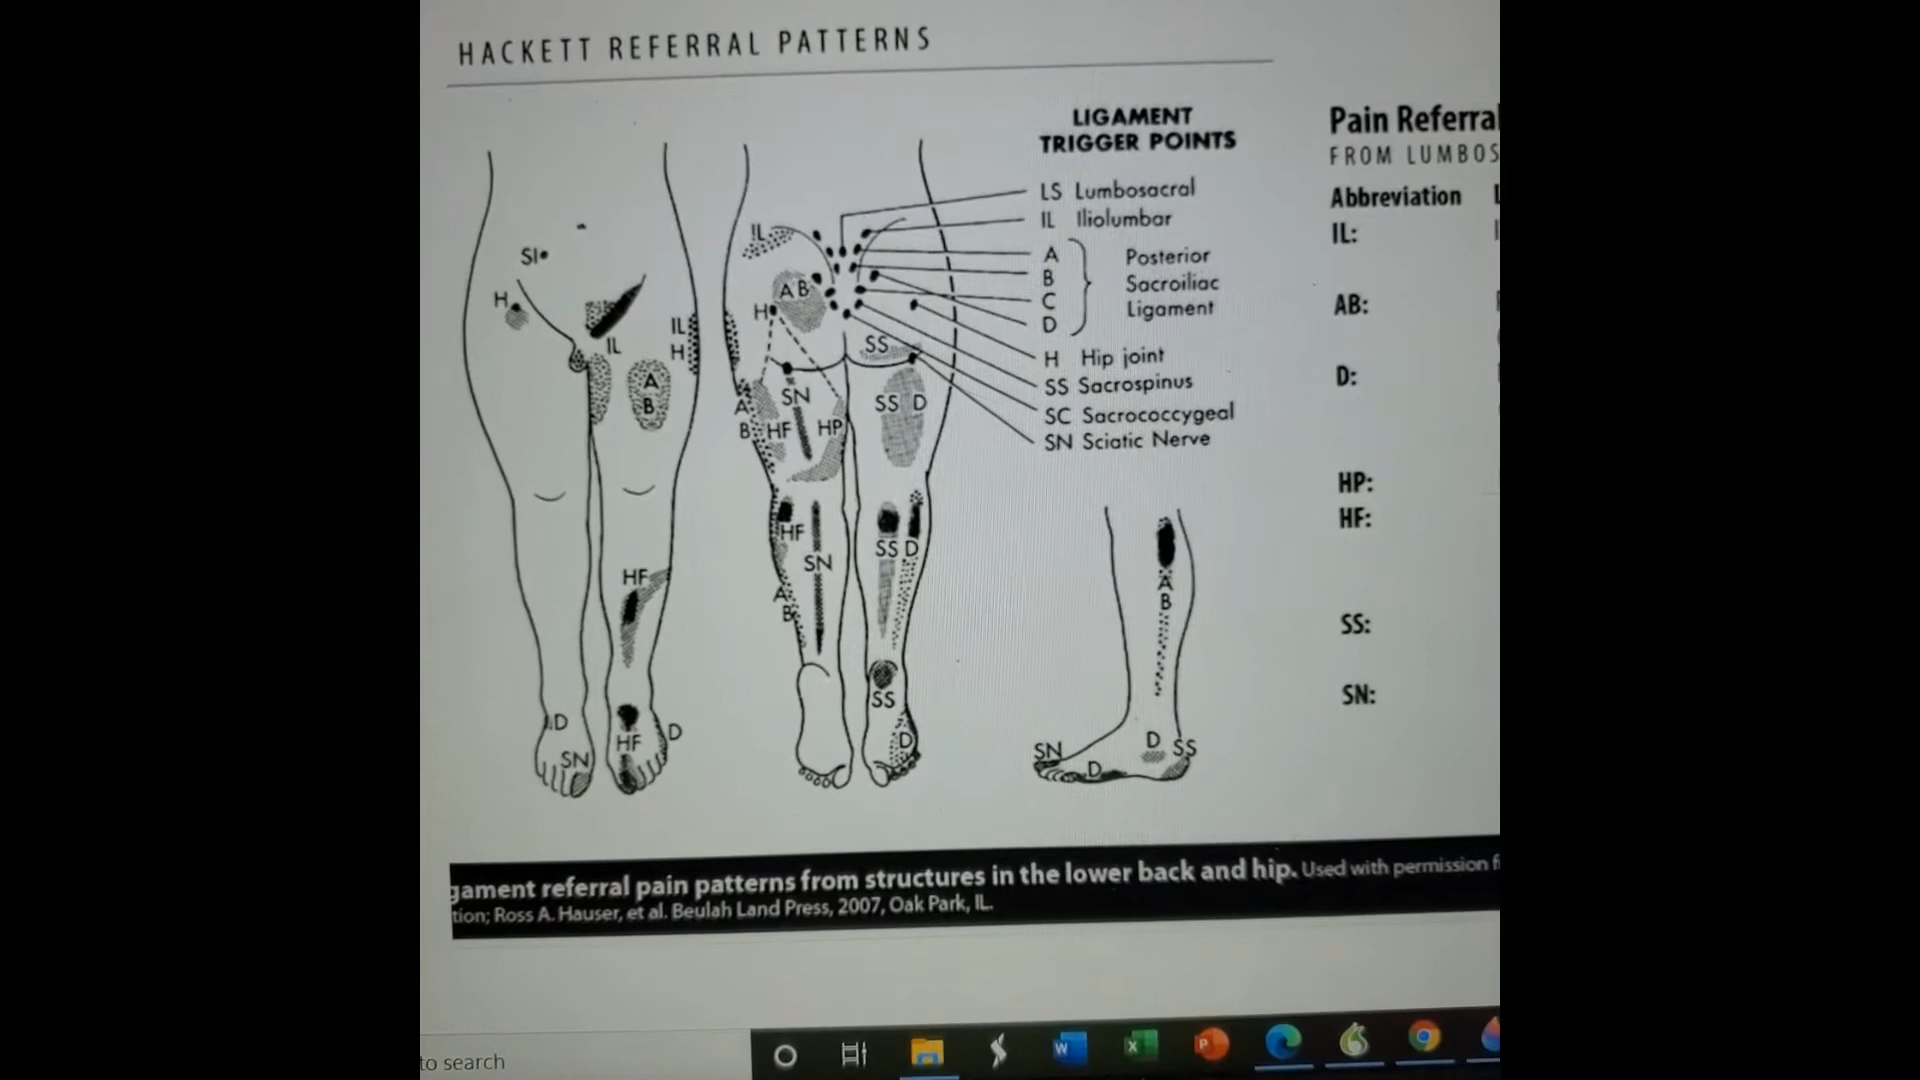 HACKETT REFERRAL PATTERNS
LIGAMENT
TRIGGER POINTS
LS Lumbosacral
IL Iliolumbar
A
B
C
D
Posterior
Sacroiliac
Ligament
H Hip joint
SS Sacrospinus
SC Sacrococcygeal
SN Sciatic Nerve
Pain Referral
FROM LUMBOS
Abbreviation
IL:
AB:
D:
HP:
HF:
SS:
SN:
SI
H
IL
IL
H
A
B
HF
D
SN
HF
D
IL
A B
H
SS
SN
A
B
HF
HP
SS D
HF
SN
SS D
A
B
SS
D
A
B
SN
D
D
SS
gament referral pain patterns from structures in the lower back and hip. Used with permission f
tion; Ross A. Hauser, et al. Beulah Land Press, 2007, Oak Park, IL.
to search